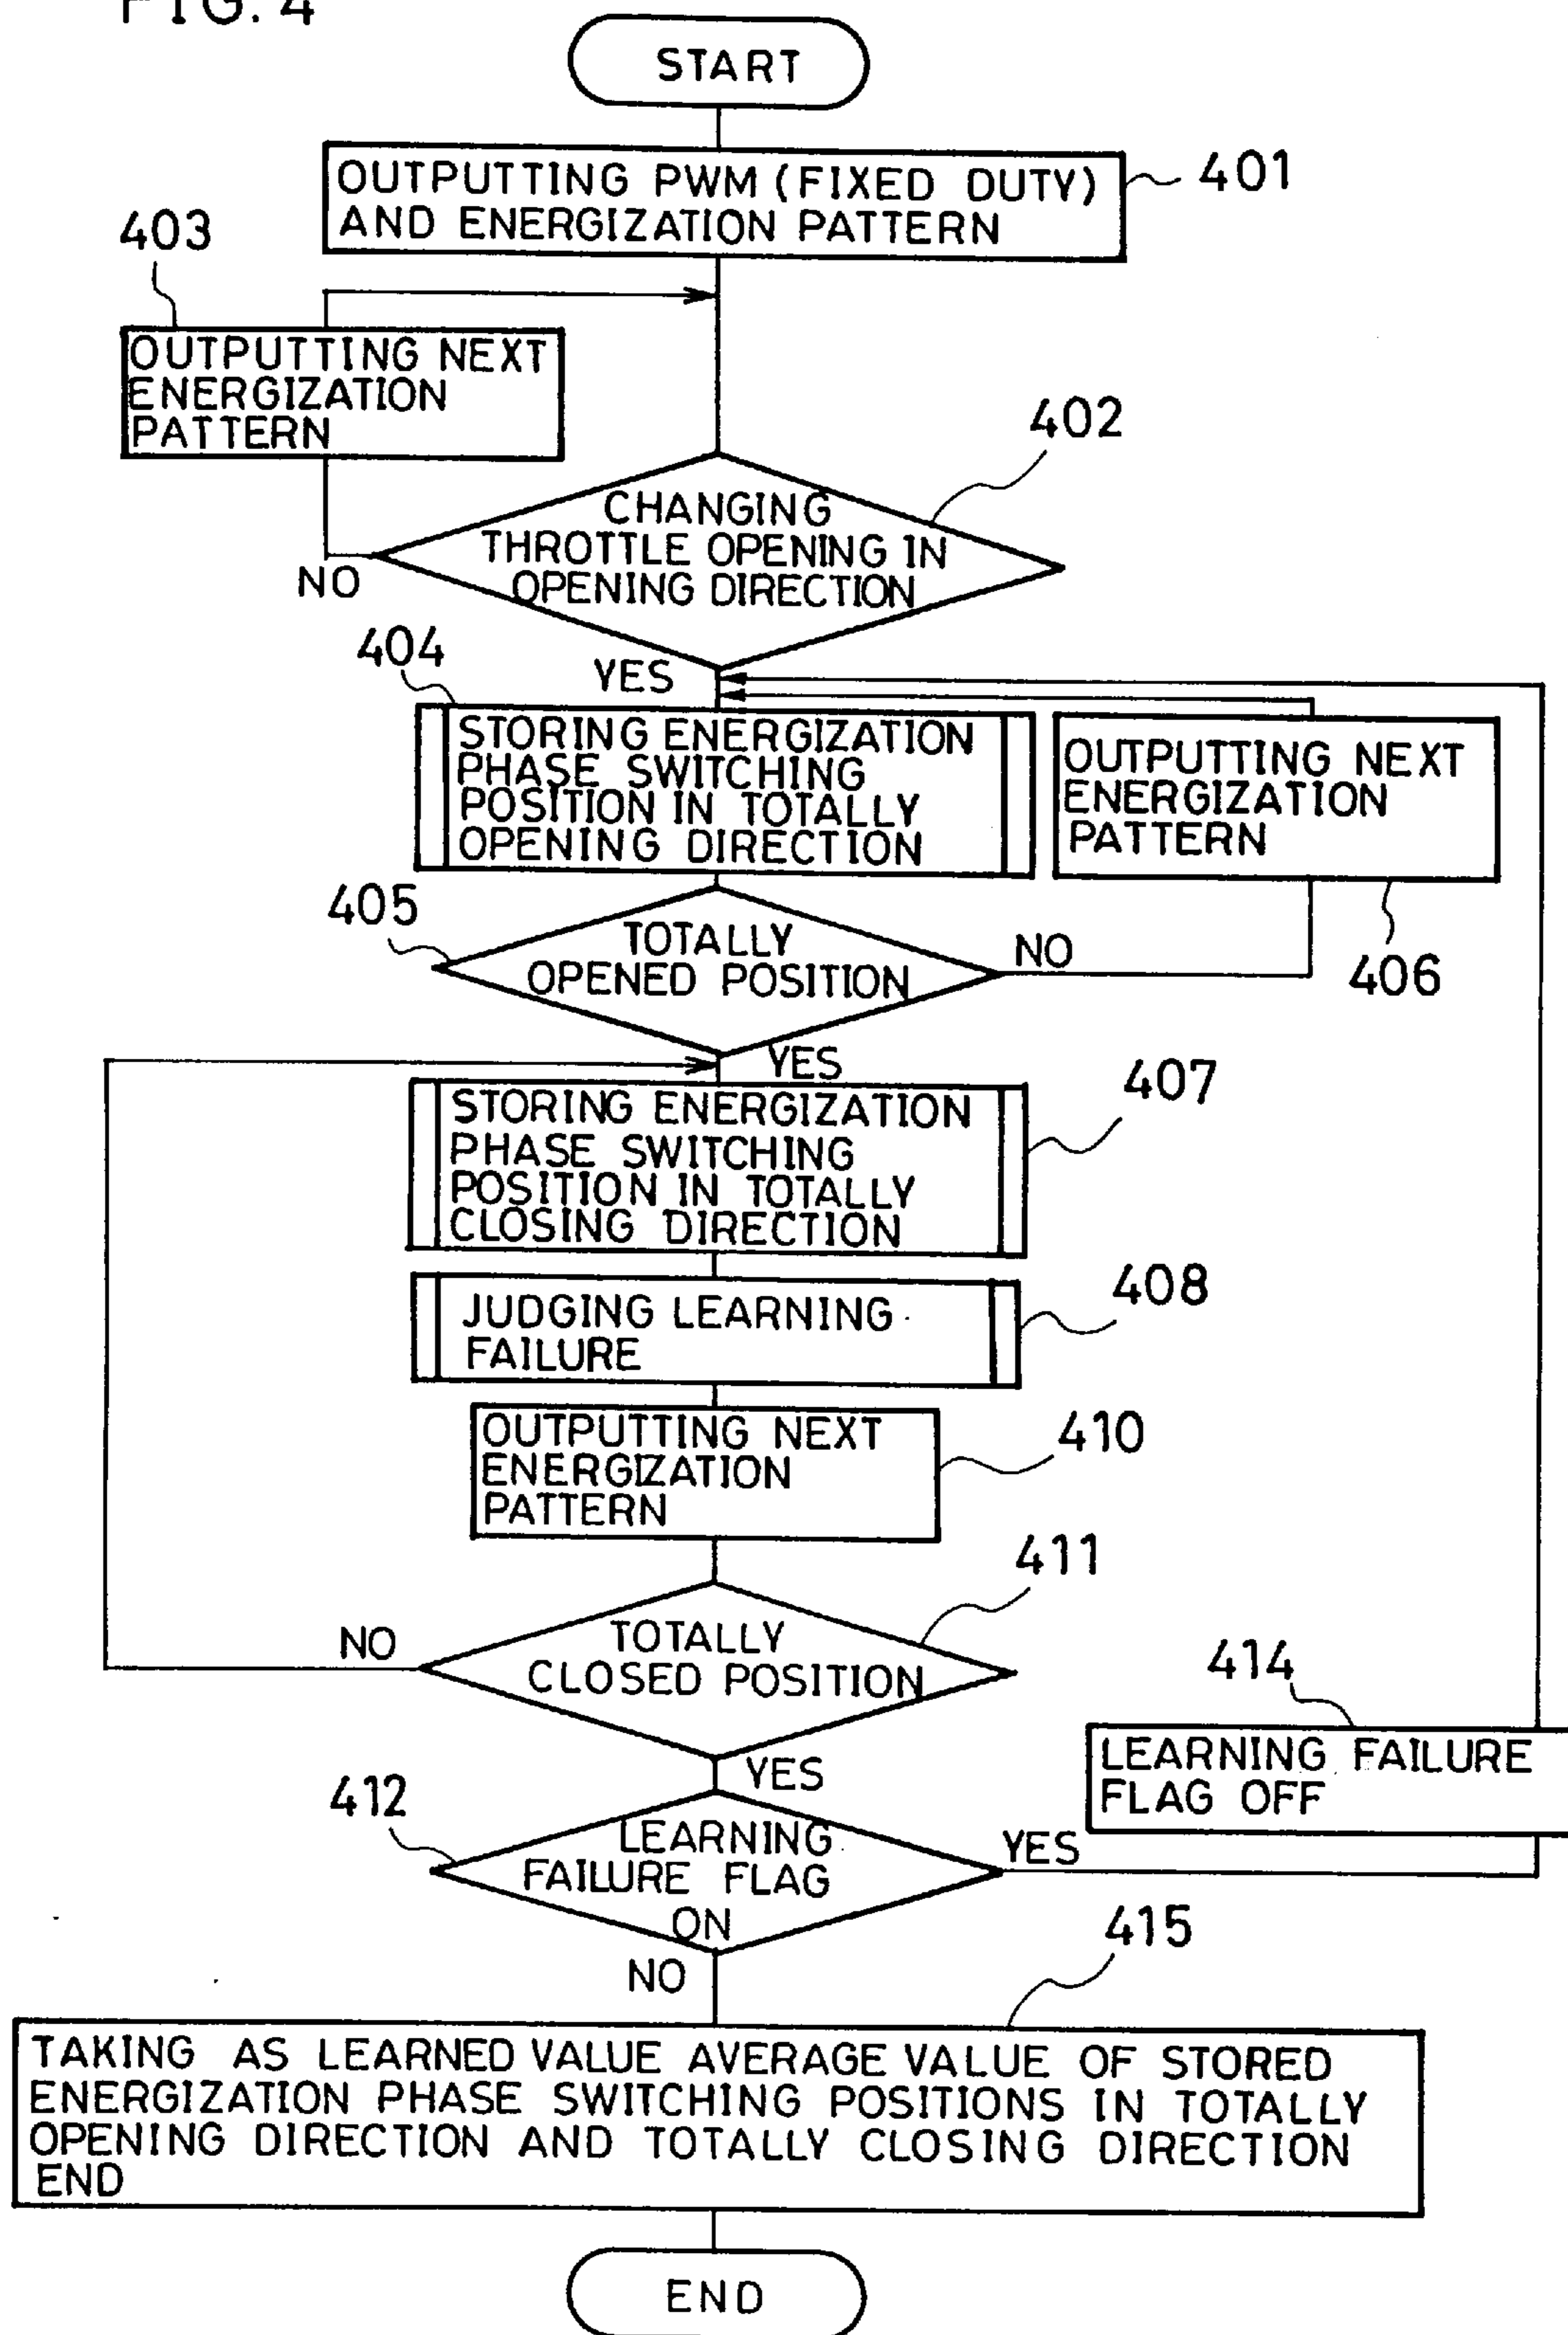 FIG. 4
START
OUTPUTTING PWM (FIXED DUTY)
AND ENERGIZATION PATTERN
401
403
OUTPUTTING NEXT
ENERGIZATION
PATTERN
402
CHANGING
THROTTLE OPENING IN
OPENING DIRECTION
NO
YES
404
STORING ENERGIZATION
PHASE SWITCHING
POSITION IN TOTALLY
OPENING DIRECTION
OUTPUTTING NEXT
ENERGIZATION
PATTERN
405
TOTALLY
OPENED POSITION
NO
406
YES
407
STORING ENERGIZATION
PHASE SWITCHING
POSITION IN TOTALLY
CLOSING DIRECTION
408
JUDGING LEARNING
FAILURE
410
OUTPUTTING NEXT
ENERGIZATION
PATTERN
411
TOTALLY
CLOSED POSITION
NO
YES
414
LEARNING FAILURE
FLAG OFF
412
LEARNING
FAILURE FLAG
ON
YES
NO
415
TAKING AS LEARNED VALUE AVERAGE VALUE OF STORED
ENERGIZATION PHASE SWITCHING POSITIONS IN TOTALLY
OPENING DIRECTION AND TOTALLY CLOSING DIRECTION
END
END